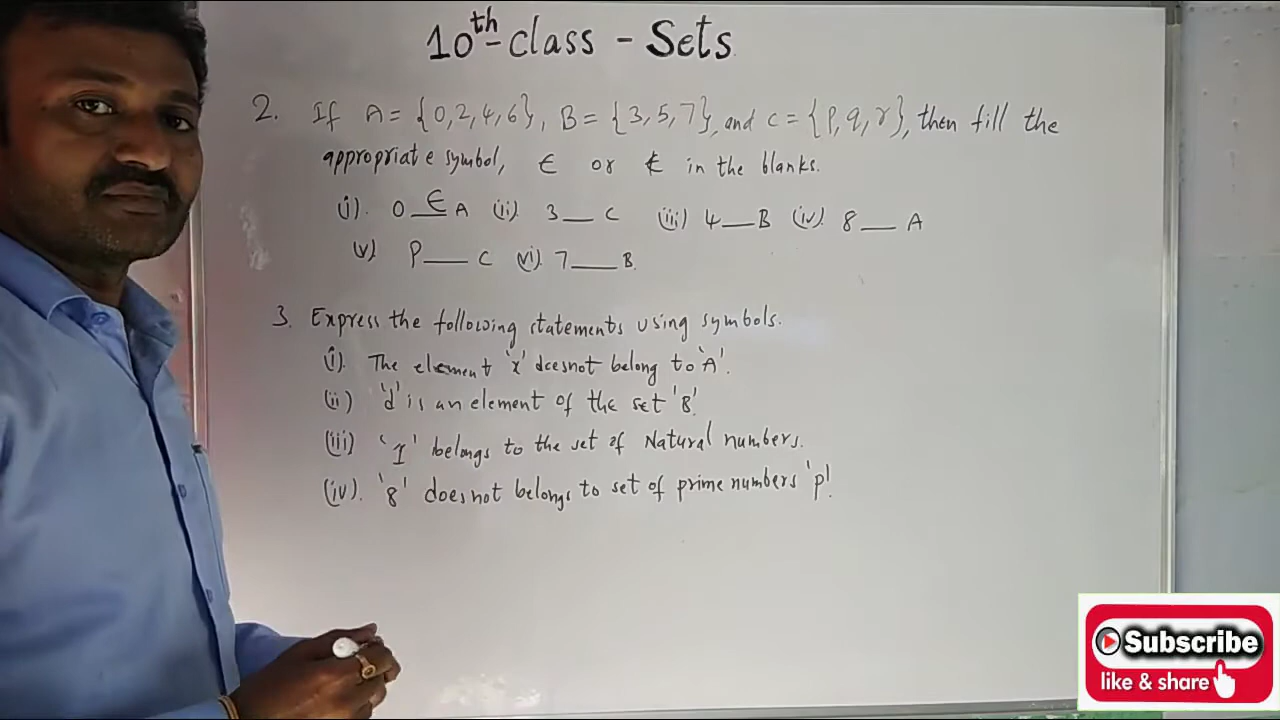 10th class - Sets
2. If A = {0,2,4,6}, B = {3,5,7}, and C = {p,q,r}, then fill the
appropriate symbol, ∈ or ∉ in the blanks.
(i). 0 ∈ A (ii) 3 __ C (iii) 4 __ B (iv) 8 __ A
(v) P ___ C (vi) 7 ___ B.
3. Express the following statements using symbols.
(i). The element 'x' doesnot belong to 'A'.
(ii) 'd' is an element of the set 'B'.
(iii) '1' belongs to the set of Natural numbers.
(iv). '8' does not belongs to set of prime numbers 'p'.
Subscribe
like & share